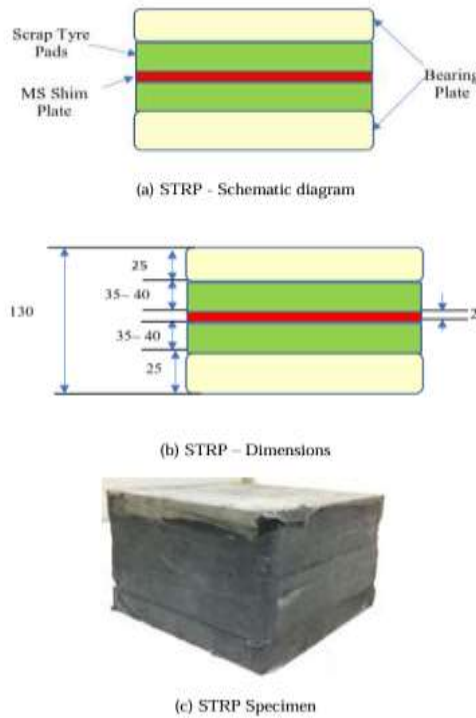 Scrap Tyre
Pads
MS Shim
Plate
Bearing
Plate
(a) STRP - Schematic diagram
25
35– 40
130
2
35– 40
25
(b) STRP – Dimensions
(c) STRP Specimen